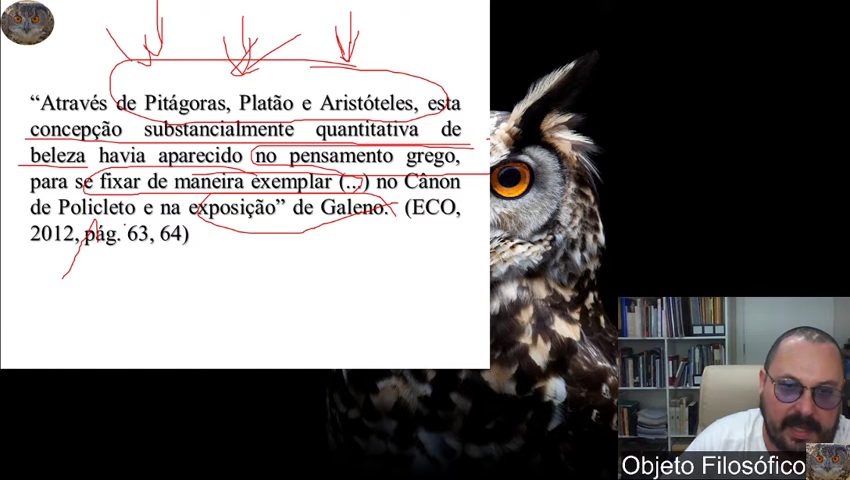 “Através de Pitágoras, Platão e Aristóteles, esta
concepção substancialmente quantitativa de
beleza havia aparecido no pensamento grego,
para se fixar de maneira exemplar (...) no Cânon
de Policleto e na exposição” de Galeno. (ECO,
2012, pág. 63, 64)
Objeto Filosófico